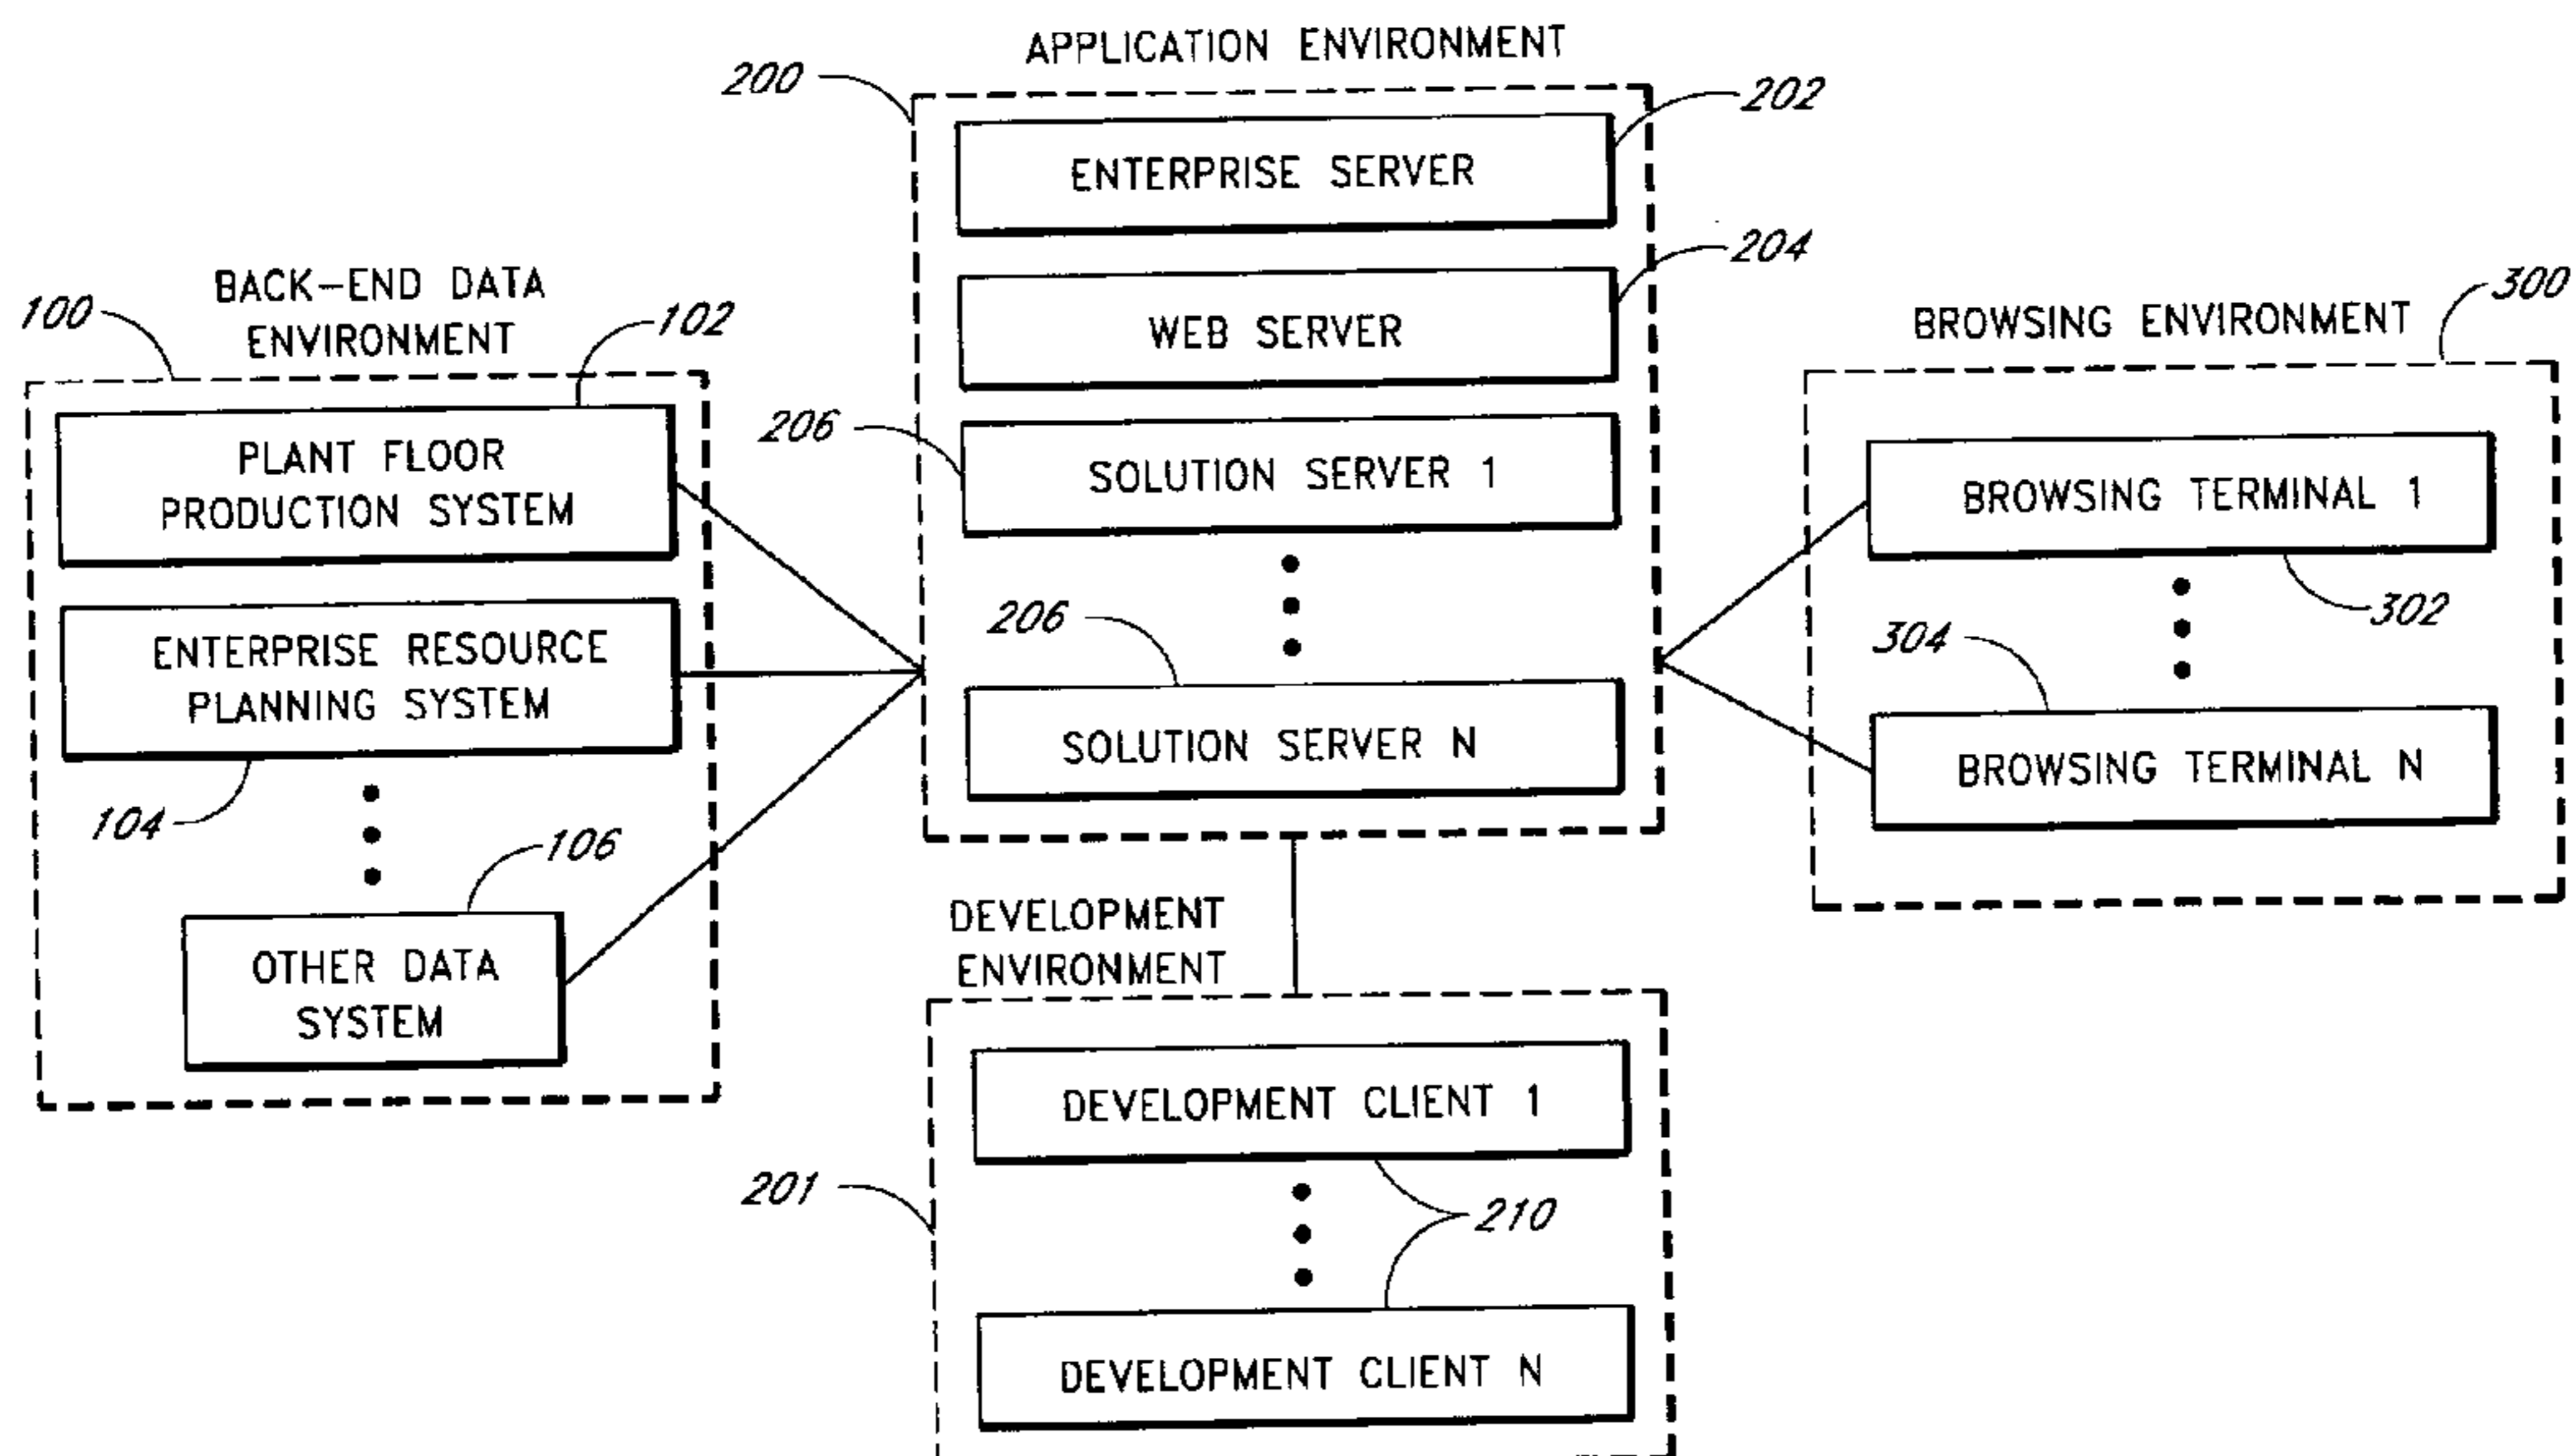 APPLICATION ENVIRONMENT
200
202
ENTERPRISE SERVER
204
WEB SERVER
206
SOLUTION SERVER 1
206
SOLUTION SERVER N
BACK-END DATA
ENVIRONMENT
100
102
PLANT FLOOR
PRODUCTION SYSTEM
ENTERPRISE RESOURCE
PLANNING SYSTEM
104
106
OTHER DATA
SYSTEM
BROWSING ENVIRONMENT
300
BROWSING TERMINAL 1
302
304
BROWSING TERMINAL N
DEVELOPMENT
ENVIRONMENT
DEVELOPMENT CLIENT 1
201
210
DEVELOPMENT CLIENT N